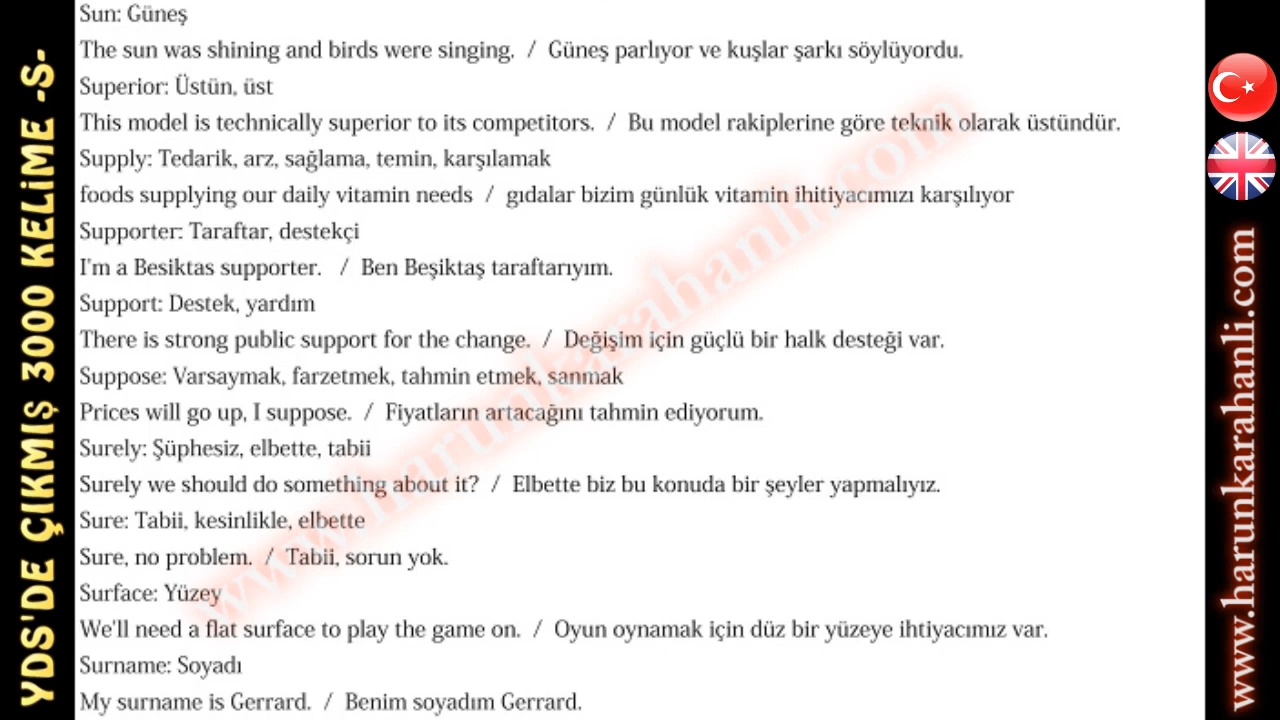 YDS'DE ÇIKMIŞ 3000 KELİME -S-
Sun: Güneş
The sun was shining and birds were singing. / Güneş parlıyor ve kuşlar şarkı söylüyordu.
Superior: Üstün, üst
This model is technically superior to its competitors. / Bu model rakiplerine göre teknik olarak üstündür.
Supply: Tedarik, arz, sağlama, temin, karşılamak
foods supplying our daily vitamin needs / gıdalar bizim günlük vitamin ihitiyacımızı karşılıyor
Supporter: Taraftar, destekçi
I'm a Besiktas supporter. / Ben Beşiktaş taraftarıyım.
Support: Destek, yardım
There is strong public support for the change. / Değişim için güçlü bir halk desteği var.
Suppose: Varsaymak, farzetmek, tahmin etmek, sanmak
Prices will go up, I suppose. / Fiyatların artacağını tahmin ediyorum.
Surely: Şüphesiz, elbette, tabii
Surely we should do something about it? / Elbette biz bu konuda bir şeyler yapmalıyız.
Sure: Tabii, kesinlikle, elbette
Sure, no problem. / Tabii, sorun yok.
Surface: Yüzey
We'll need a flat surface to play the game on. / Oyun oynamak için düz bir yüzeye ihtiyacımız var.
Surname: Soyadı
My surname is Gerrard. / Benim soyadım Gerrard.
www.harunkarahanli.com
www.harunkarahanli.com